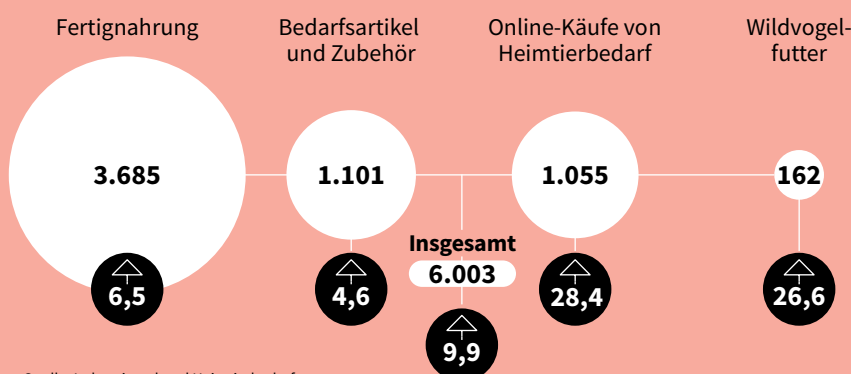 Fertignahrung
Bedarfsartikel
und Zubehör
Online-Käufe von
Heimtierbedarf
Wildvogel-
futter
3.685
1.101
1.055
162
Insgesamt
6.003
6,5
4,6
28,4
26,6
9,9